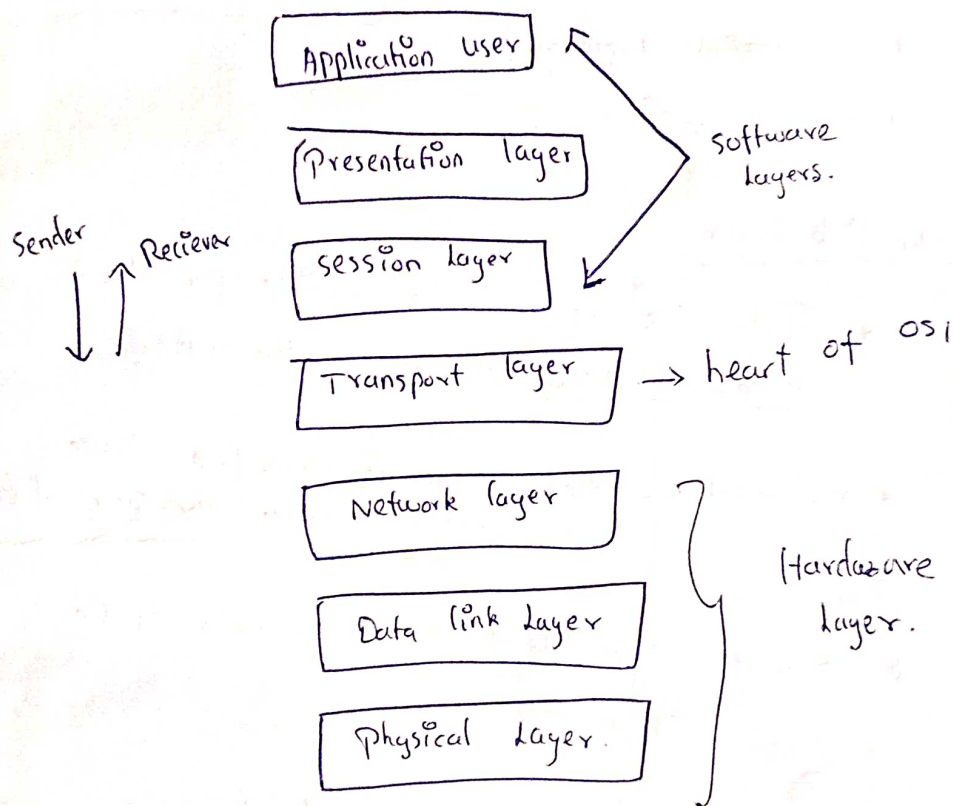 Application user
Presentation layer
software
Layers.
Sender
Reciever
session Layer
Transport layer
→ heart of OSI
Network layer
Hardware
Layer.
Data link Layer
Physical Layer.